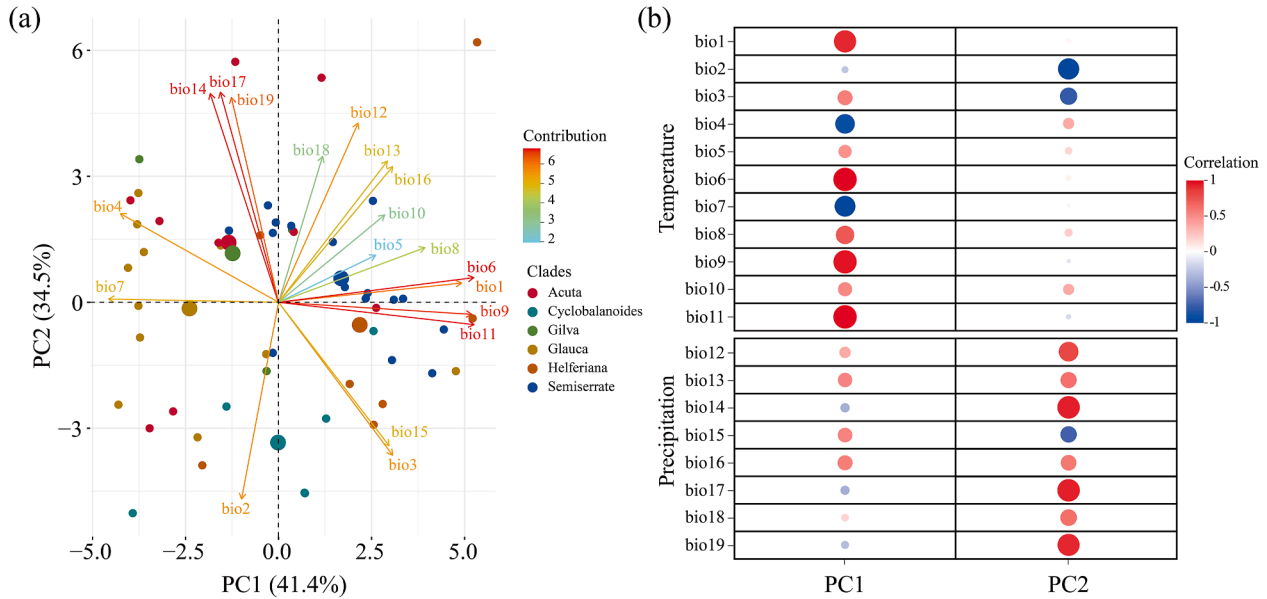 (a)
PC2 (34.5%)
6
3
0
−3
−5.0
−2.5
0.0
2.5
5.0
PC1 (41.4%)
bio14
bio17
bio19
bio12
bio18
bio13
bio16
bio4
bio10
bio5
bio8
bio7
bio6
bio1
bio9
bio11
bio15
bio3
bio2
Contribution
6
5
4
3
2
Clades
Acuta
Cyclobalanoides
Gilva
Glauca
Helferiana
Semiserrate
(b)
Temperature
bio1
bio2
bio3
bio4
bio5
bio6
bio7
bio8
bio9
bio10
bio11
Precipitation
bio12
bio13
bio14
bio15
bio16
bio17
bio18
bio19
PC1
PC2
Correlation
1
0.5
0
−0.5
−1